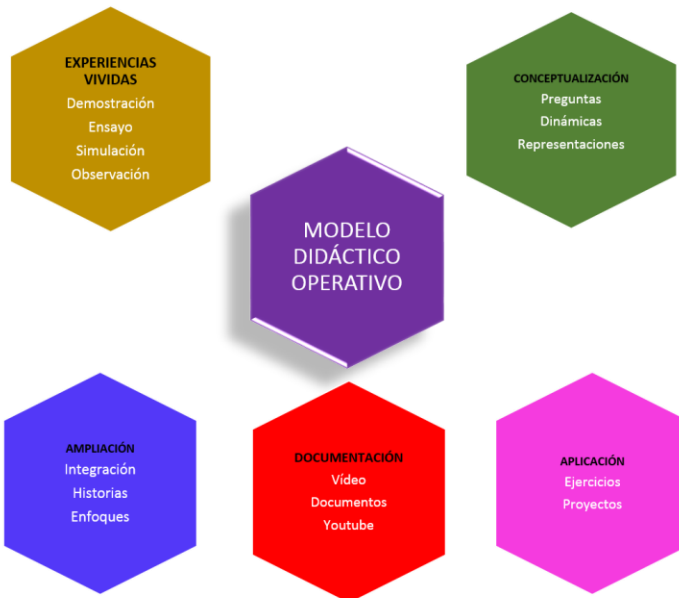 EXPERIENCIAS
VIVIDAS
Demostración
Ensayo
Simulación
Observación
CONCEPTUALIZACIÓN
Preguntas
Dinámicas
Representaciones
MODELO
DIDÁCTICO
OPERATIVO
AMPLIACIÓN
Integración
Historias
Enfoques
DOCUMENTACIÓN
Vídeo
Documentos
Youtube
APLICACIÓN
Ejercicios
Proyectos